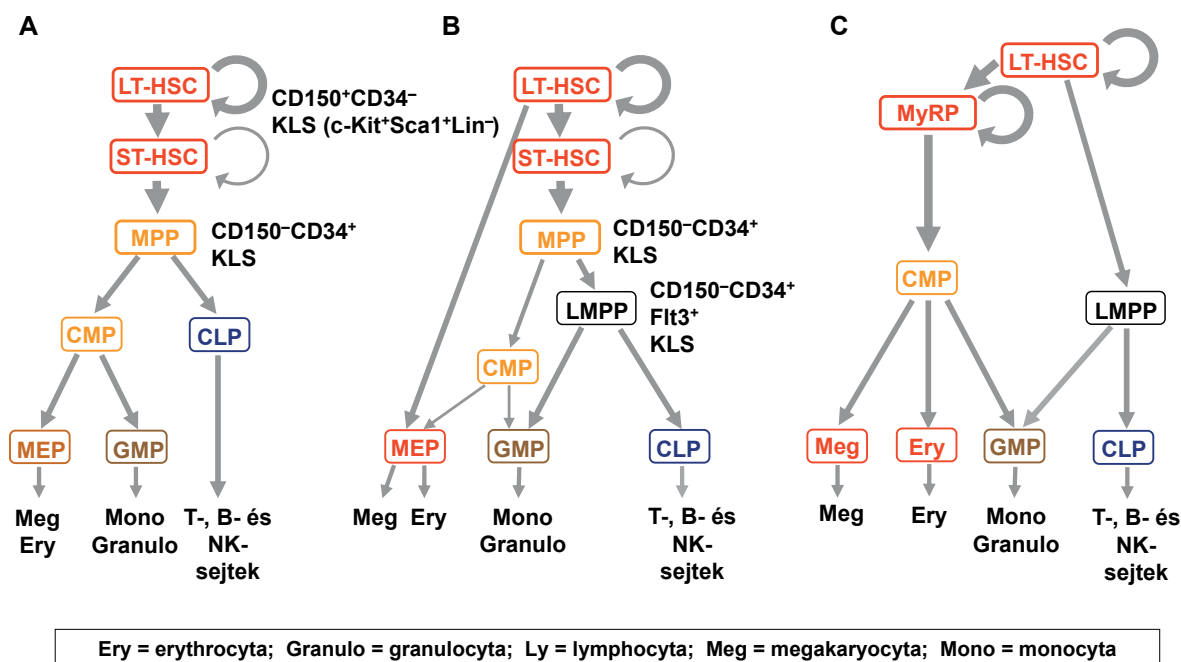 A
LT-HSC
CD150⁺CD34⁻
KLS (c-Kit⁺Sca1⁺Lin⁻)
ST-HSC
MPP
CD150⁻CD34⁺
KLS
CMP
CLP
MEP
GMP
Meg
Ery
Mono
Granulo
T-, B- és
NK-
sejtek
B
LT-HSC
ST-HSC
MPP
CD150⁻CD34⁺
KLS
LMPP
CD150⁻CD34⁺
Flt3⁺
KLS
CMP
MEP
GMP
CLP
Meg
Ery
Mono
Granulo
T-, B- és
NK-
sejtek
C
LT-HSC
MyRP
CMP
LMPP
Meg
Ery
GMP
CLP
Meg
Ery
Mono
Granulo
T-, B- és
NK-
sejtek
Ery = erythrocyta; Granulo = granulocyta; Ly = lymphocyta; Meg = megakaryocyta; Mono = monocyta